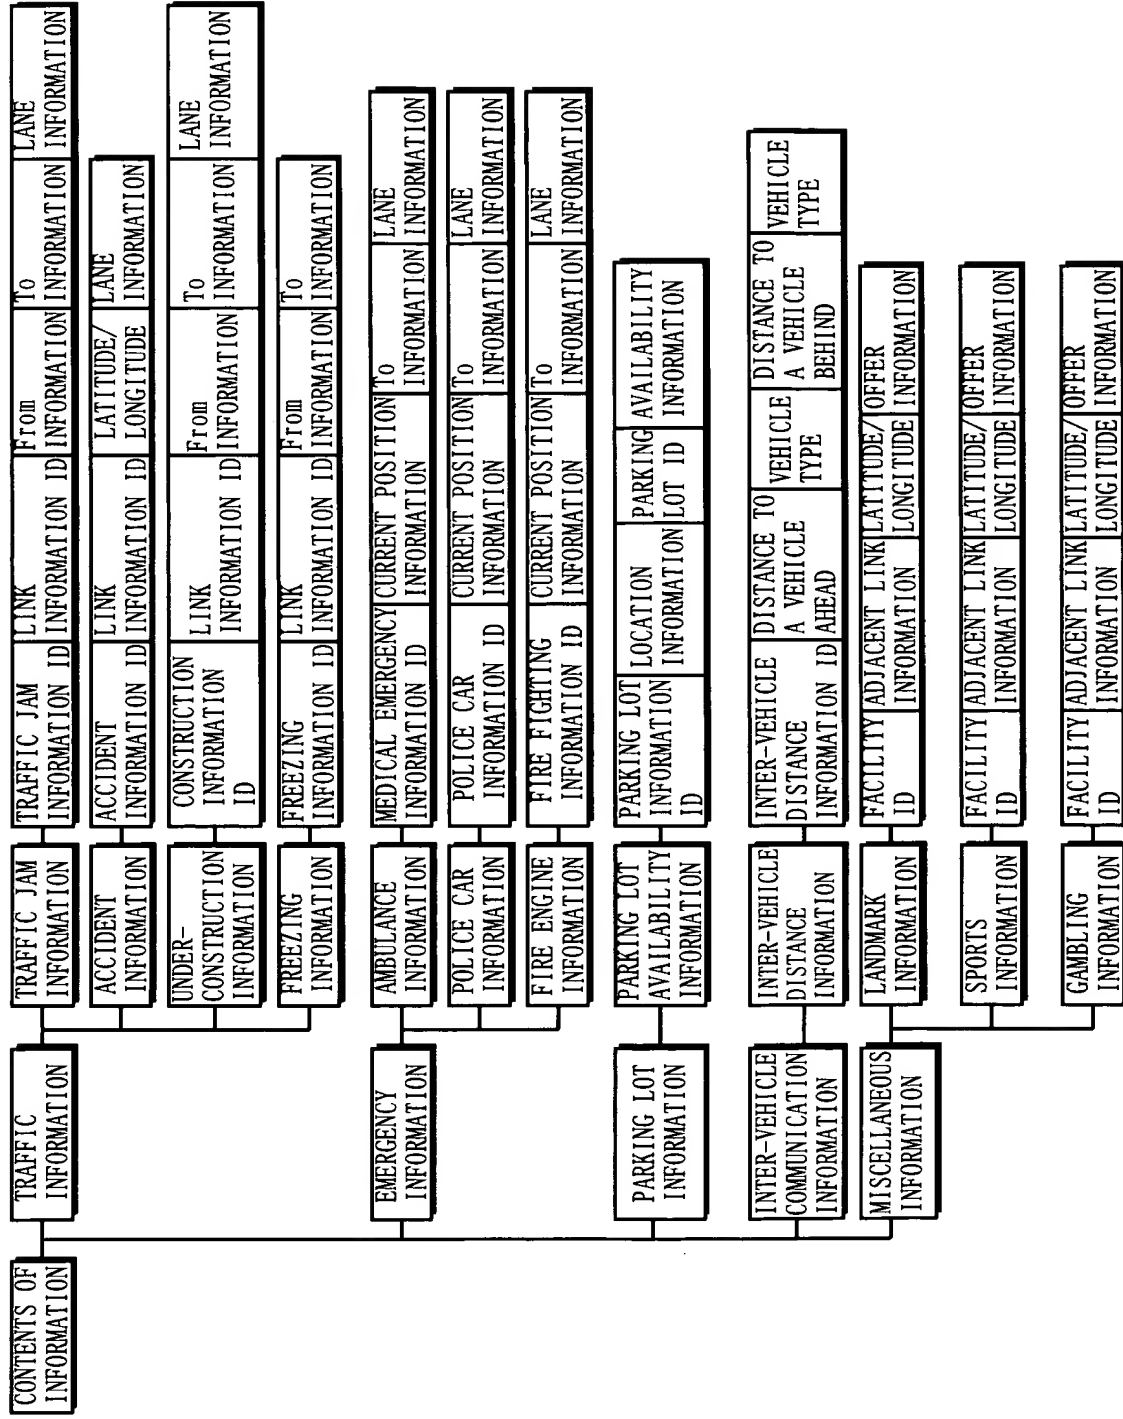 CONTENTS OF
INFORMATION
TRAFFIC
INFORMATION
TRAFFIC JAM
INFORMATION
TRAFFIC JAM
INFORMATION ID
LINK
INFORMATION ID
From
INFORMATION
To
INFORMATION
LANE
INFORMATION
ACCIDENT
INFORMATION
ACCIDENT
INFORMATION ID
LINK
INFORMATION ID
LATITUDE/
LONGITUDE
LANE
INFORMATION
UNDER-
CONSTRUCTION
INFORMATION
CONSTRUCTION
INFORMATION
ID
LINK
INFORMATION ID
From
INFORMATION
To
INFORMATION
LANE
INFORMATION
FREEZING
INFORMATION
FREEZING
INFORMATION ID
LINK
INFORMATION ID
From
INFORMATION
To
INFORMATION
EMERGENCY
INFORMATION
AMBULANCE
INFORMATION
MEDICAL EMERGENCY
INFORMATION ID
CURRENT POSITION
INFORMATION
To
INFORMATION
LANE
INFORMATION
POLICE CAR
INFORMATION
POLICE CAR
INFORMATION ID
CURRENT POSITION
INFORMATION
To
INFORMATION
LANE
INFORMATION
FIRE ENGINE
INFORMATION
FIRE FIGHTING
INFORMATION ID
CURRENT POSITION
INFORMATION
To
INFORMATION
LANE
INFORMATION
PARKING LOT
INFORMATION
PARKING LOT
AVAILABILITY
INFORMATION
PARKING LOT
INFORMATION
ID
LOCATION
INFORMATION
PARKING
LOT ID
AVAILABILITY
INFORMATION
INTER-VEHICLE
COMMUNICATION
INFORMATION
INTER-VEHICLE
DISTANCE
INFORMATION
INTER-VEHICLE
DISTANCE
INFORMATION ID
DISTANCE TO
A VEHICLE
AHEAD
VEHICLE
TYPE
DISTANCE TO
A VEHICLE
BEHIND
VEHICLE
TYPE
MISCELLANEOUS
INFORMATION
LANDMARK
INFORMATION
FACILITY
ID
ADJACENT LINK
INFORMATION
LATITUDE/
LONGITUDE
OFFER
INFORMATION
SPORTS
INFORMATION
FACILITY
ID
ADJACENT LINK
INFORMATION
LATITUDE/
LONGITUDE
OFFER
INFORMATION
GAMBLING
INFORMATION
FACILITY
ID
ADJACENT LINK
INFORMATION
LATITUDE/
LONGITUDE
OFFER
INFORMATION